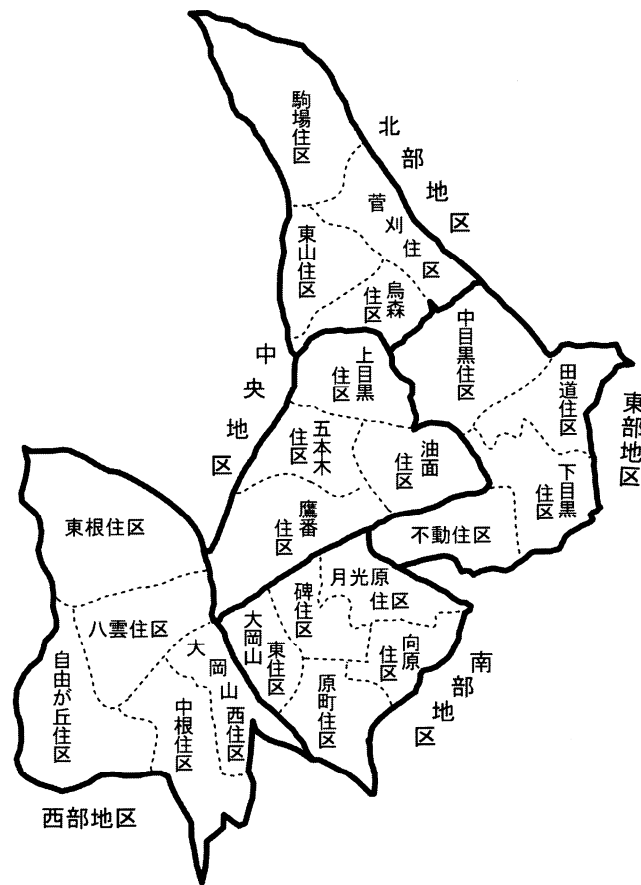 北部地区
駒場住区
菅刈住区
東山住区
烏森住区
中央地区
上目黒住区
五本木住区
油面住区
鷹番住区
東部地区
中目黒住区
田道住区
下目黒住区
不動住区
南部地区
月光原住区
碑住区
向原住区
原町住区
大岡山東住区
西部地区
東根住区
八雲住区
自由が丘住区
中根住区
大岡山西住区